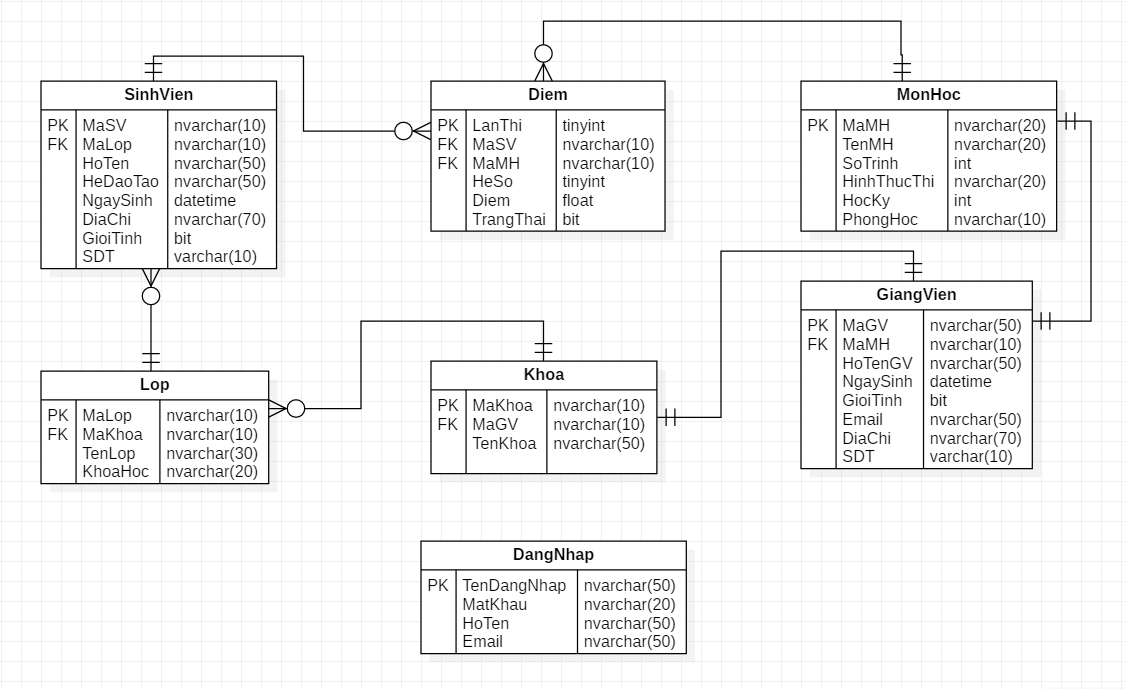 SinhVien
PK MaSV nvarchar(10)
FK MaLop nvarchar(10)
HoTen nvarchar(50)
HeDaoTao nvarchar(50)
NgaySinh datetime
DiaChi nvarchar(70)
GioiTinh bit
SDT varchar(10)
Diem
PK LanThi tinyint
FK MaSV nvarchar(10)
FK MaMH nvarchar(10)
HeSo tinyint
Diem float
TrangThai bit
MonHoc
PK MaMH nvarchar(20)
TenMH nvarchar(20)
SoTrinh int
HinhThucThi nvarchar(20)
HocKy int
PhongHoc nvarchar(10)
Lop
PK MaLop nvarchar(10)
FK MaKhoa nvarchar(10)
TenLop nvarchar(30)
KhoaHoc nvarchar(20)
Khoa
PK MaKhoa nvarchar(10)
FK MaGV nvarchar(10)
TenKhoa nvarchar(50)
GiangVien
PK MaGV nvarchar(50)
FK MaMH nvarchar(10)
HoTenGV nvarchar(50)
NgaySinh datetime
GioiTinh bit
Email nvarchar(50)
DiaChi nvarchar(70)
SDT varchar(10)
DangNhap
PK TenDangNhap nvarchar(50)
MatKhau nvarchar(20)
HoTen nvarchar(50)
Email nvarchar(50)